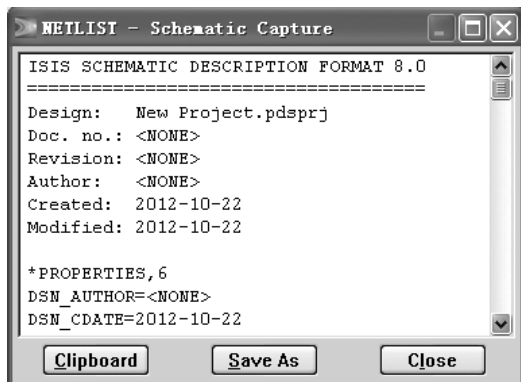 NETLIST - Schematic Capture
ISIS SCHEMATIC DESCRIPTION FORMAT 8.0
=====================================
Design:   New Project.pdsprj
Doc. no.: <NONE>
Revision: <NONE>
Author:   <NONE>
Created:  2012-10-22
Modified: 2012-10-22
*PROPERTIES,6
DSN_AUTHOR=<NONE>
DSN_CDATE=2012-10-22
Clipboard Save As Close